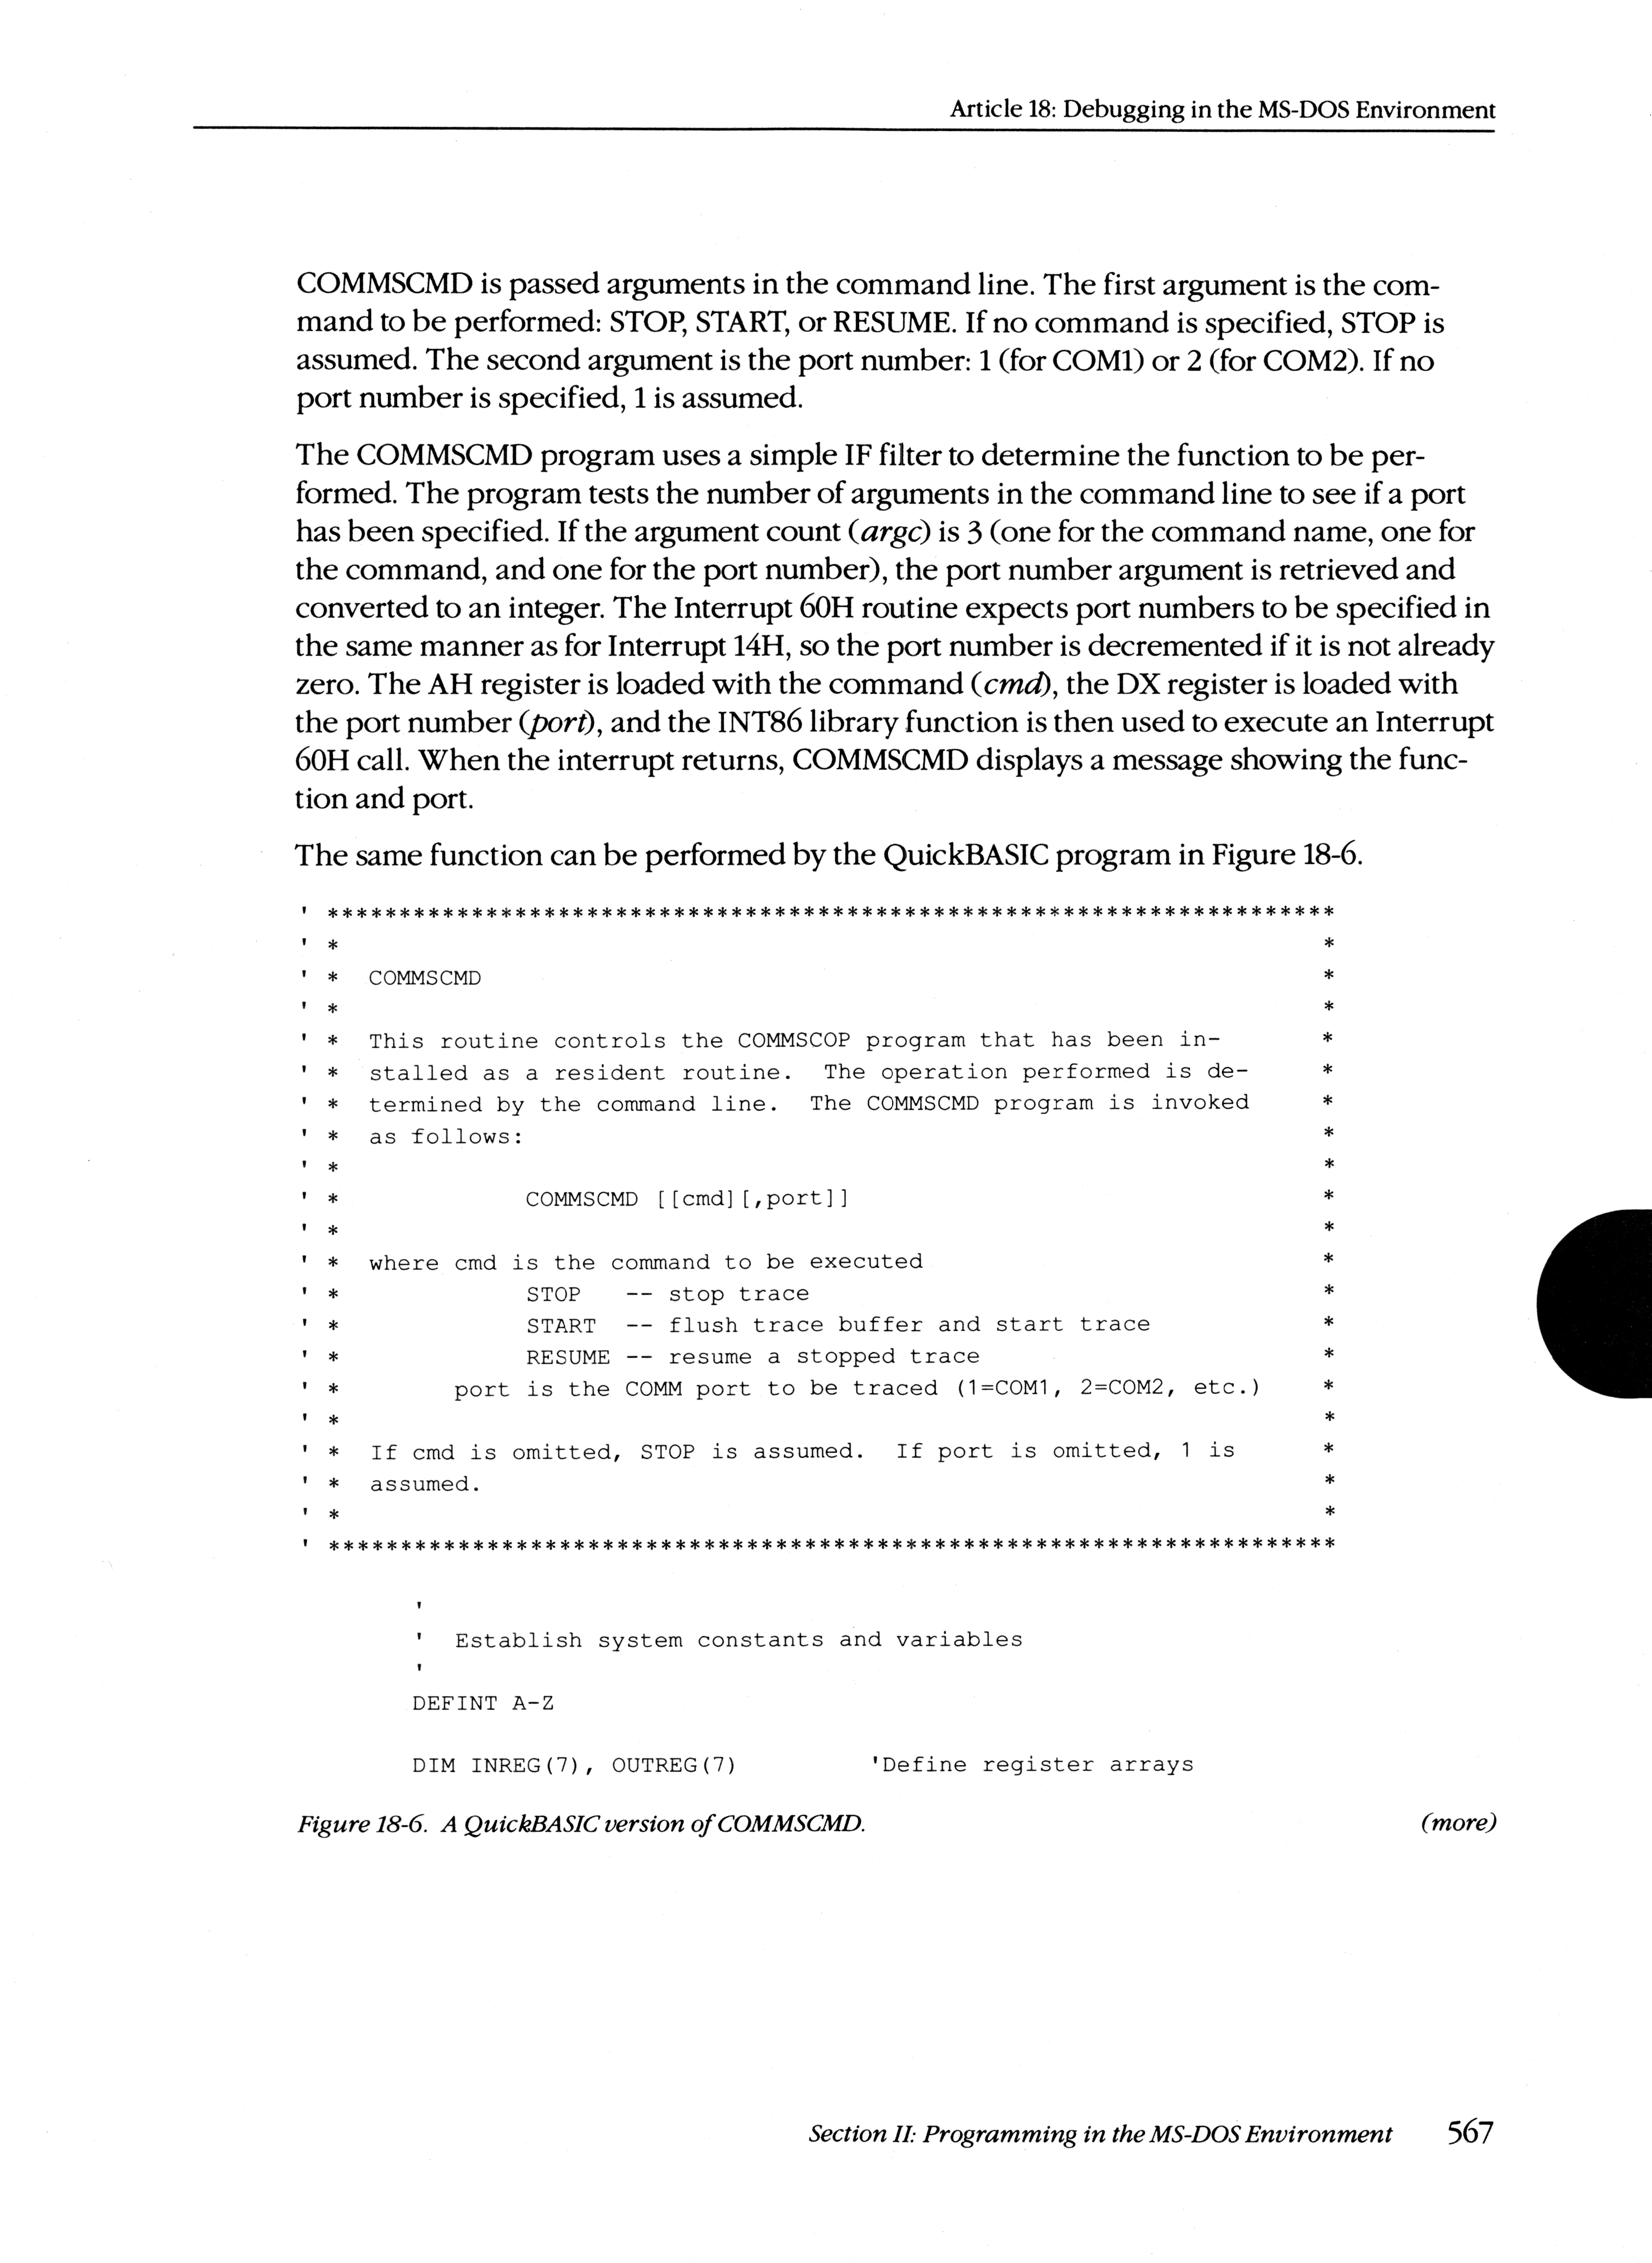 Article 18: Debugging in the MS-DOS Environment
COMMSCMD is passed arguments in the command line. The first argument is the com-
mand to be performed: STOP, START, or RESUME. If no command is specified, STOP is
assumed. The second argument is the port number: 1 (for COM1) or 2 (for COM2). If no
port number is specified, 1 is assumed.
The COMMSCMD program uses a simple IF filter to determine the function to be per-
formed. The program tests the number of arguments in the command line to see if a port
has been specified. If the argument count (argc) is 3 (one for the command name, one for
the command, and one for the port number), the port number argument is retrieved and
converted to an integer. The Interrupt 60H routine expects port numbers to be specified in
the same manner as for Interrupt 14H, so the port number is decremented if it is not already
zero. The AH register is loaded with the command (cmd), the DX register is loaded with
the port number (port), and the INT86 library function is then used to execute an Interrupt
60H call. When the interrupt returns, COMMSCMD displays a message showing the func-
tion and port.
The same function can be performed by the QuickBASIC program in Figure 18-6.
' **********************************************************************
' *                                                                    *
' *  COMMSCMD                                                          *
' *                                                                    *
' *  This routine controls the COMMSCOP program that has been in-      *
' *  stalled as a resident routine.  The operation performed is de-    *
' *  termined by the command line.  The COMMSCMD program is invoked    *
' *  as follows:                                                       *
' *                                                                    *
' *             COMMSCMD [[cmd][,port]]                                *
' *                                                                    *
' *  where cmd is the command to be executed                           *
' *             STOP   -- stop trace                                   *
' *             START  -- flush trace buffer and start trace           *
' *             RESUME -- resume a stopped trace                       *
' *        port is the COMM port to be traced (1=COM1, 2=COM2, etc.)   *
' *                                                                    *
' *  If cmd is omitted, STOP is assumed.  If port is omitted, 1 is     *
' *  assumed.                                                          *
' *                                                                    *
' **********************************************************************
'
'  Establish system constants and variables
'
DEFINT A-Z
DIM INREG(7), OUTREG(7)         'Define register arrays
Figure 18-6. A QuickBASIC version of COMMSCMD. (more)
Section II: Programming in the MS-DOS Environment 567